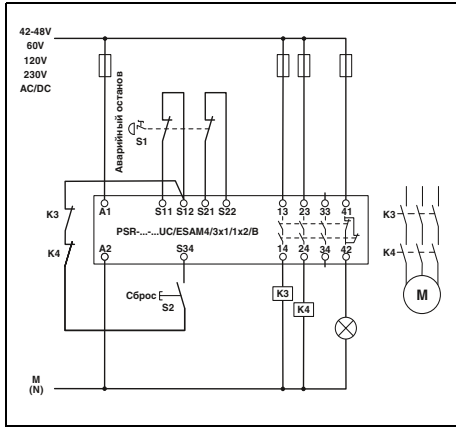 42-48V
60V
120V
230V
AC/DC
Аварийный останов
S1
K3
A1
S11
S12
S21
S22
13
23
33
41
PSR-...-...UC/ESAM4/3x1/1x2/B
K4
A2
S34
14
24
34
42
K3
K4
M
Сброс
S2
K3
K4
M
(N)